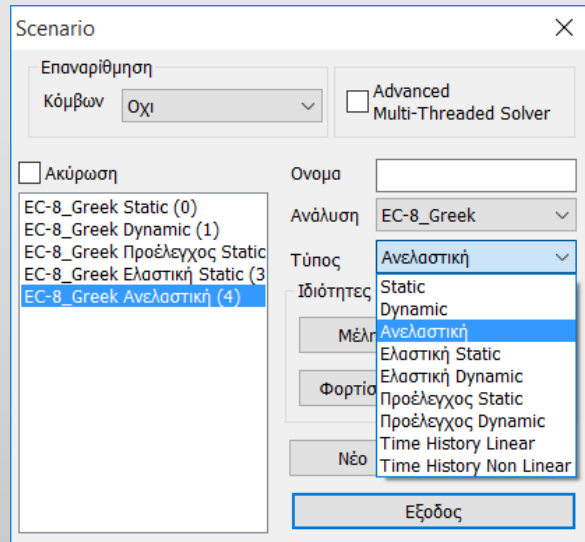 Scenario
Επαναρίθμηση
Κόμβων Οχι
Advanced
Multi-Threaded Solver
Ακύρωση
EC-8_Greek Static (0)
EC-8_Greek Dynamic (1)
EC-8_Greek Προέλεγχος Static
EC-8_Greek Ελαστική Static (3
EC-8_Greek Ανελαστική (4)
Ονομα
Ανάλυση EC-8_Greek
Τύπος Ανελαστική
Static
Dynamic
Ανελαστική
Ελαστική Static
Ελαστική Dynamic
Προέλεγχος Static
Προέλεγχος Dynamic
Time History Linear
Time History Non Linear
Ιδιότητες
Νέο
Εξοδος